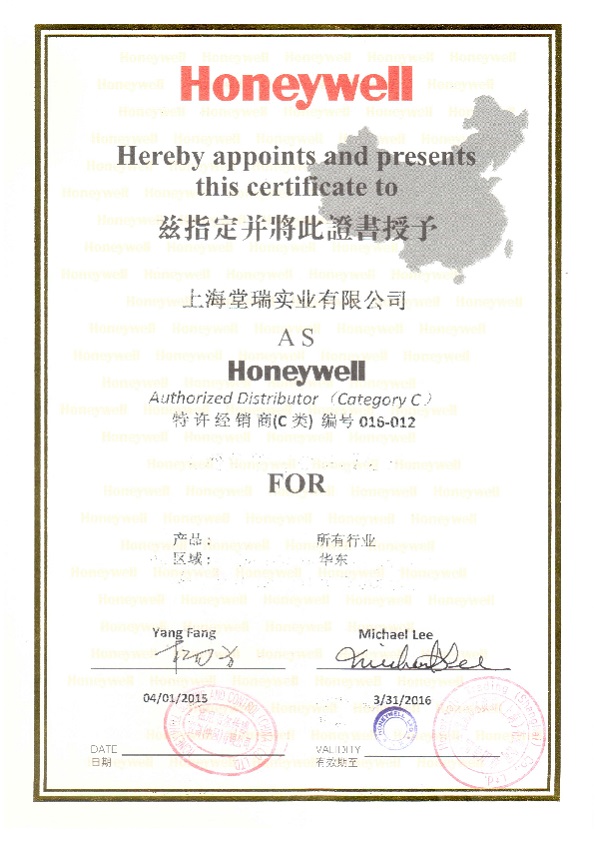 Honeywell
Hereby appoints and presents
this certificate to
兹指定并將此證書授予
上海堂瑞实业有限公司
AS
Honeywell
Authorized Distributor（Category C）
特许经销商(C 类) 编号 016-012
FOR
产品： 所有行业
区域： 华东
Yang Fang Michael Lee
04/01/2015 3/31/2016
HONEYWELL LTD
DATE VALIDITY
日期 有效期至